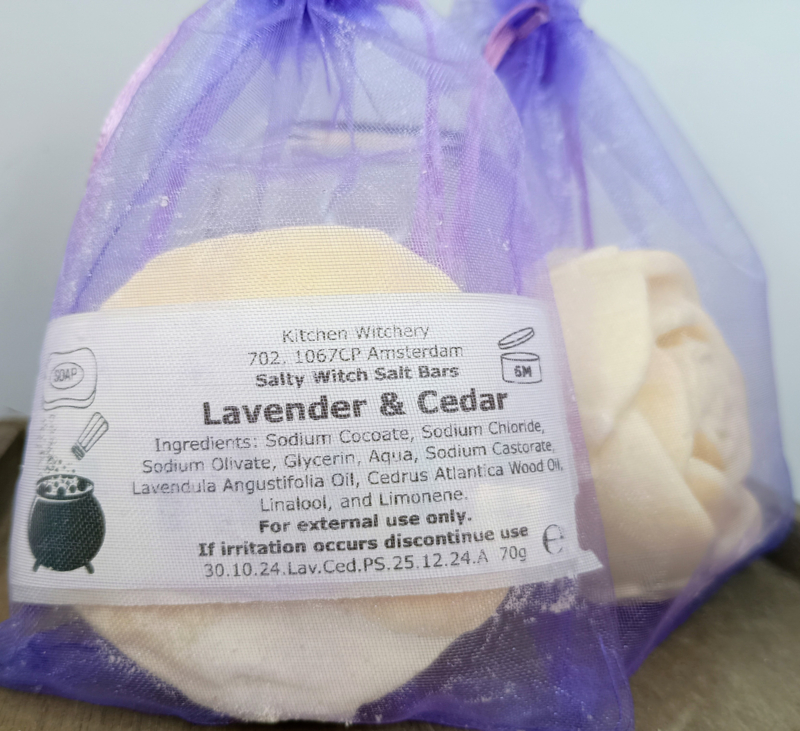 Kitchen Witchery
702, 1067CP Amsterdam
Salty Witch Salt Bars
Lavender & Cedar
Ingredients: Sodium Cocoate, Sodium Chloride,
Sodium Olivate, Glycerin, Aqua, Sodium Castorate,
Lavendula Angustifolia Oil, Cedrus Atlantica Wood Oil,
Linalool, and Limonene.
For external use only.
If irritation occurs discontinue use
30.10.24.Lav.Ced.PS.25.12.24.A 70g ℮
SOAP
6M